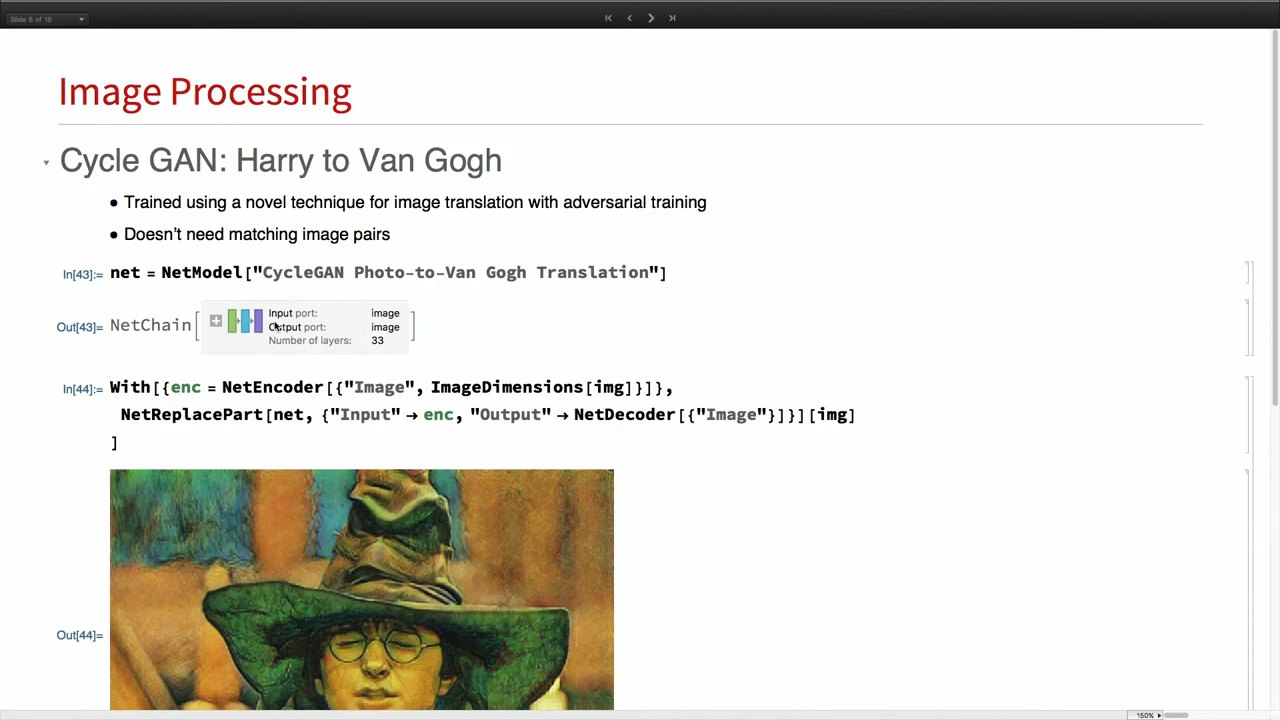 Slide 6 of 15
Image Processing
Cycle GAN: Harry to Van Gogh
• Trained using a novel technique for image translation with adversarial training
• Doesn't need matching image pairs
In[43]:= net = NetModel["CycleGAN Photo-to-Van Gogh Translation"]
Out[43]= NetChain[
Input port: image
Output port: image
Number of layers: 33
]
In[44]:= With[{enc = NetEncoder[{"Image", ImageDimensions[img]}]},
NetReplacePart[net, {"Input" → enc, "Output" → NetDecoder[{"Image"}]}][img]
]
Out[44]=
150%